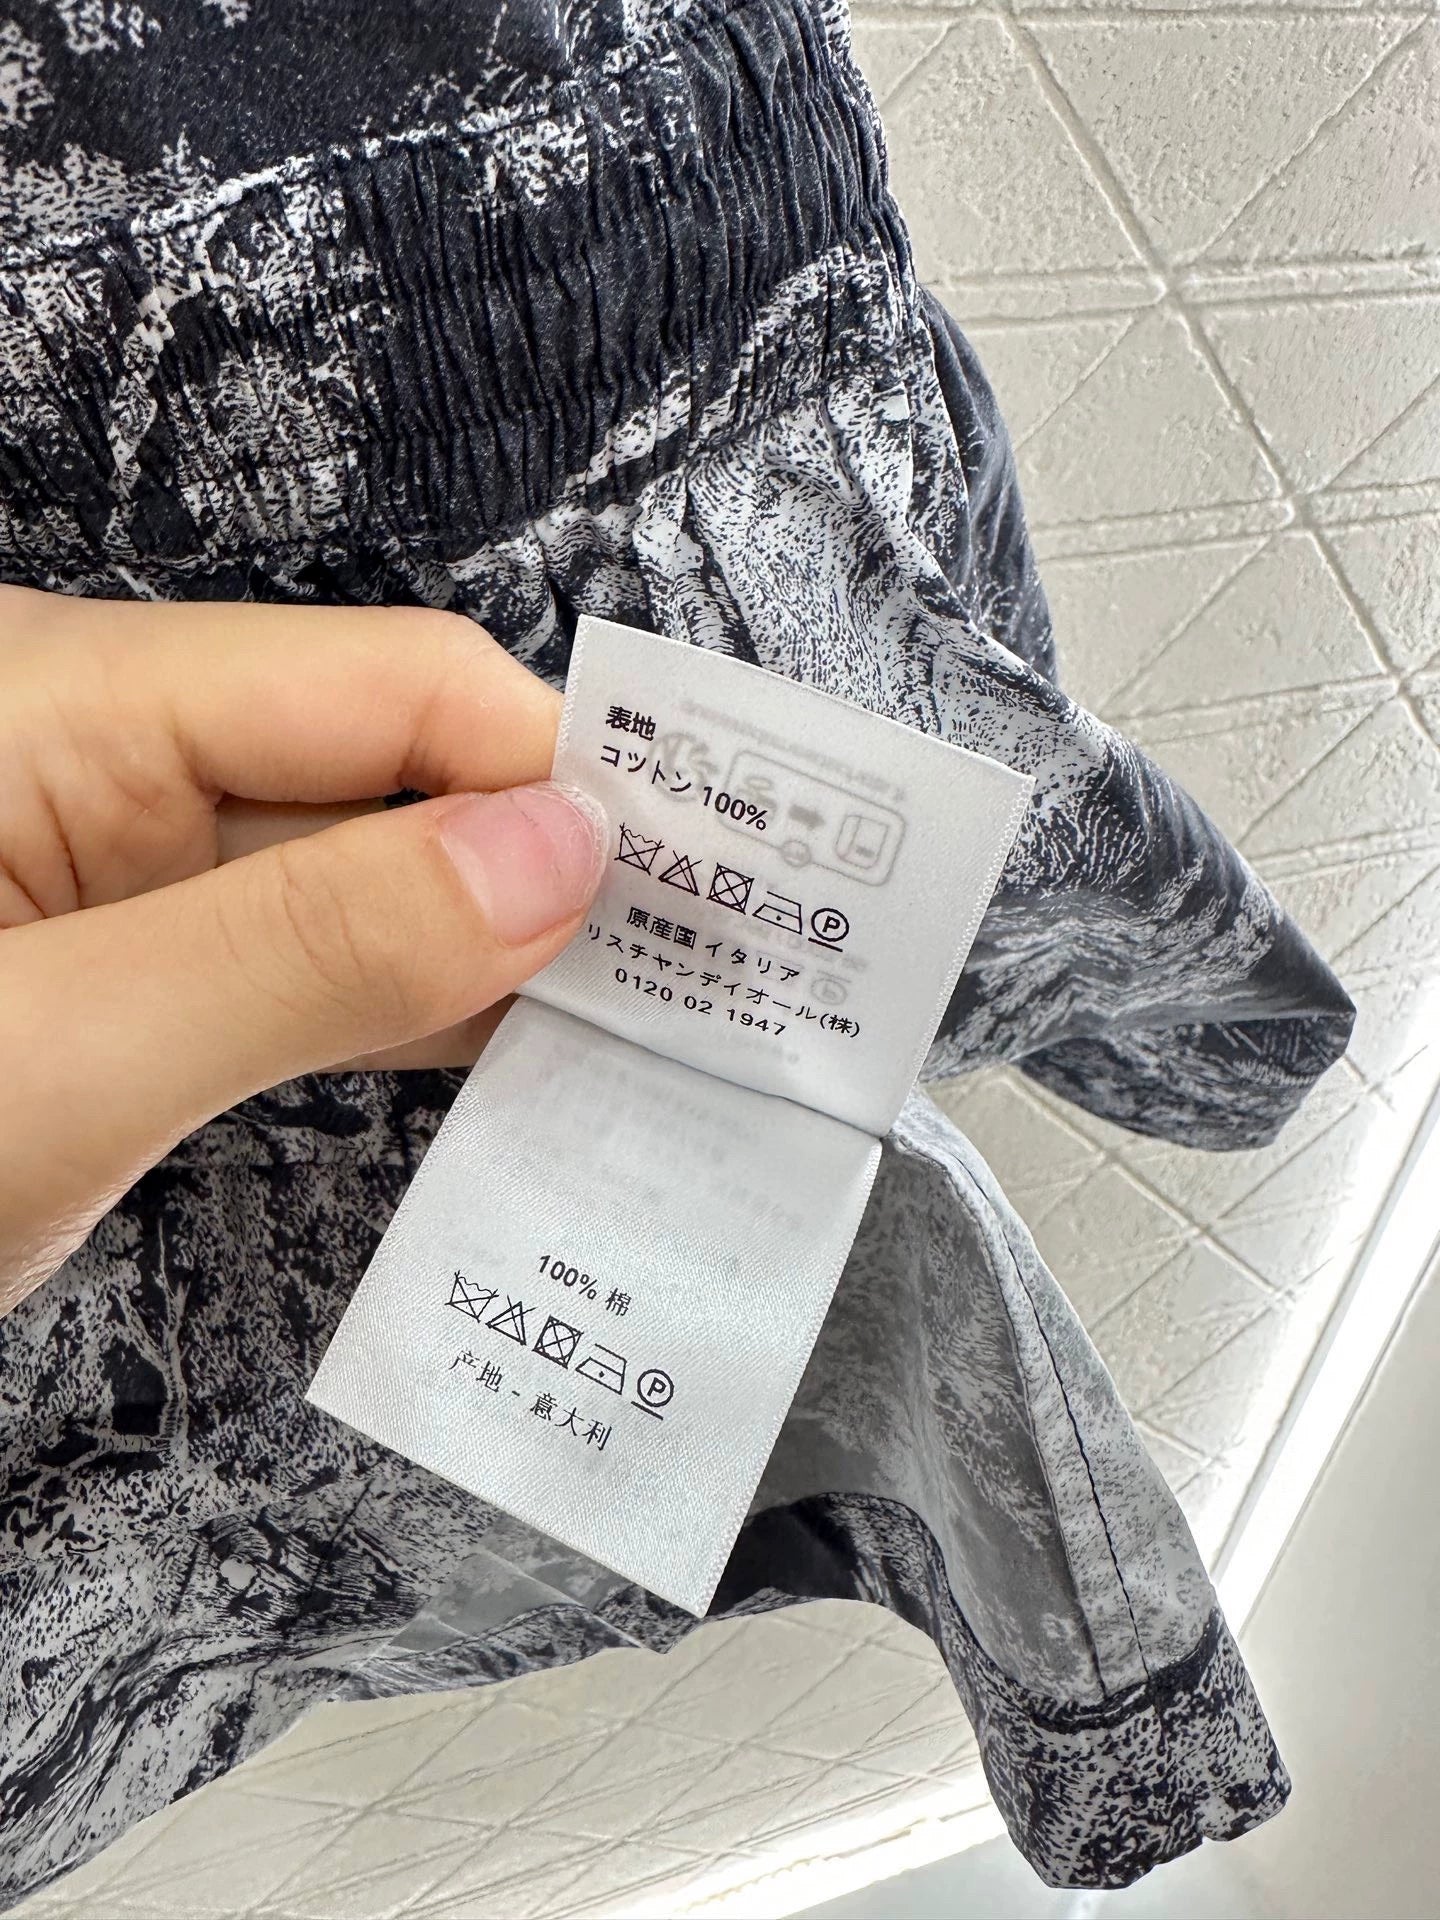 表地
コットン 100%
P
原産国 イタリア
リスチャンディオール(株)
0120 02 1947
100% 棉
P
产地 - 意大利